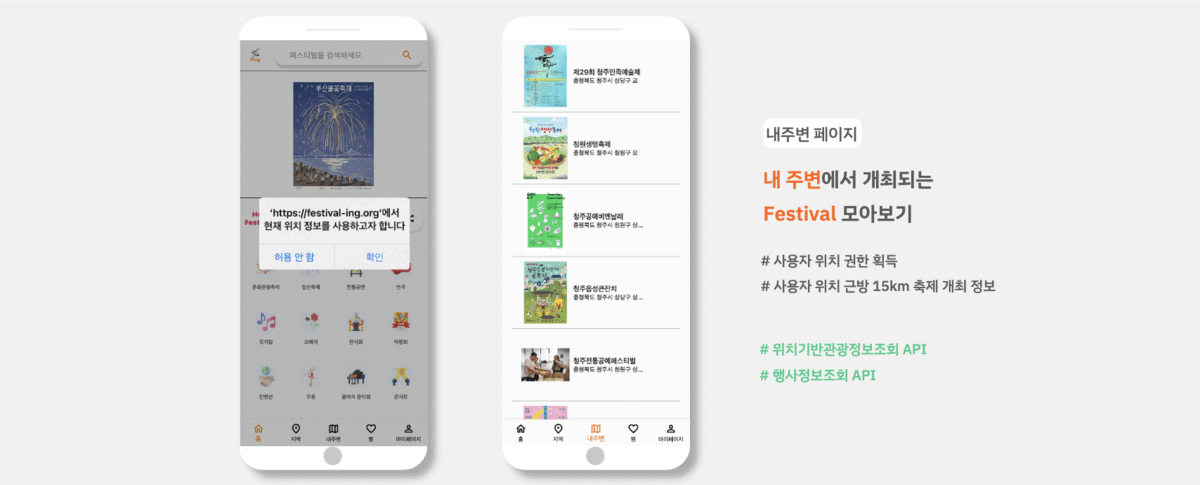 페스티벌을 검색하세요
부산불꽃축제
'https://festival-ing.org'에서
현재 위치 정보를 사용하고자 합니다
허용 안 함
확인
문화관광축제
일반축제
전통공연
연극
뮤지컬
오페라
전시회
박람회
컨벤션
무용
클래식 음악회
콘서트
홈
지역
내주변
찜
마이페이지
제29회 청주민족예술제
충청북도 청주시 상당구 교
청원생명축제
충청북도 청주시 청원구 오
청주공예비엔날레
충청북도 청주시 청원구 상...
청주읍성큰잔치
충청북도 청주시 상당구 상...
청주전통공예페스티벌
충청북도 청주시 청원구 상...
홈
지역
내주변
찜
마이페이지
내주변 페이지
내 주변에서 개최되는
Festival 모아보기
# 사용자 위치 권한 획득
# 사용자 위치 근방 15km 축제 개최 정보
# 위치기반관광정보조회 API
# 행사정보조회 API